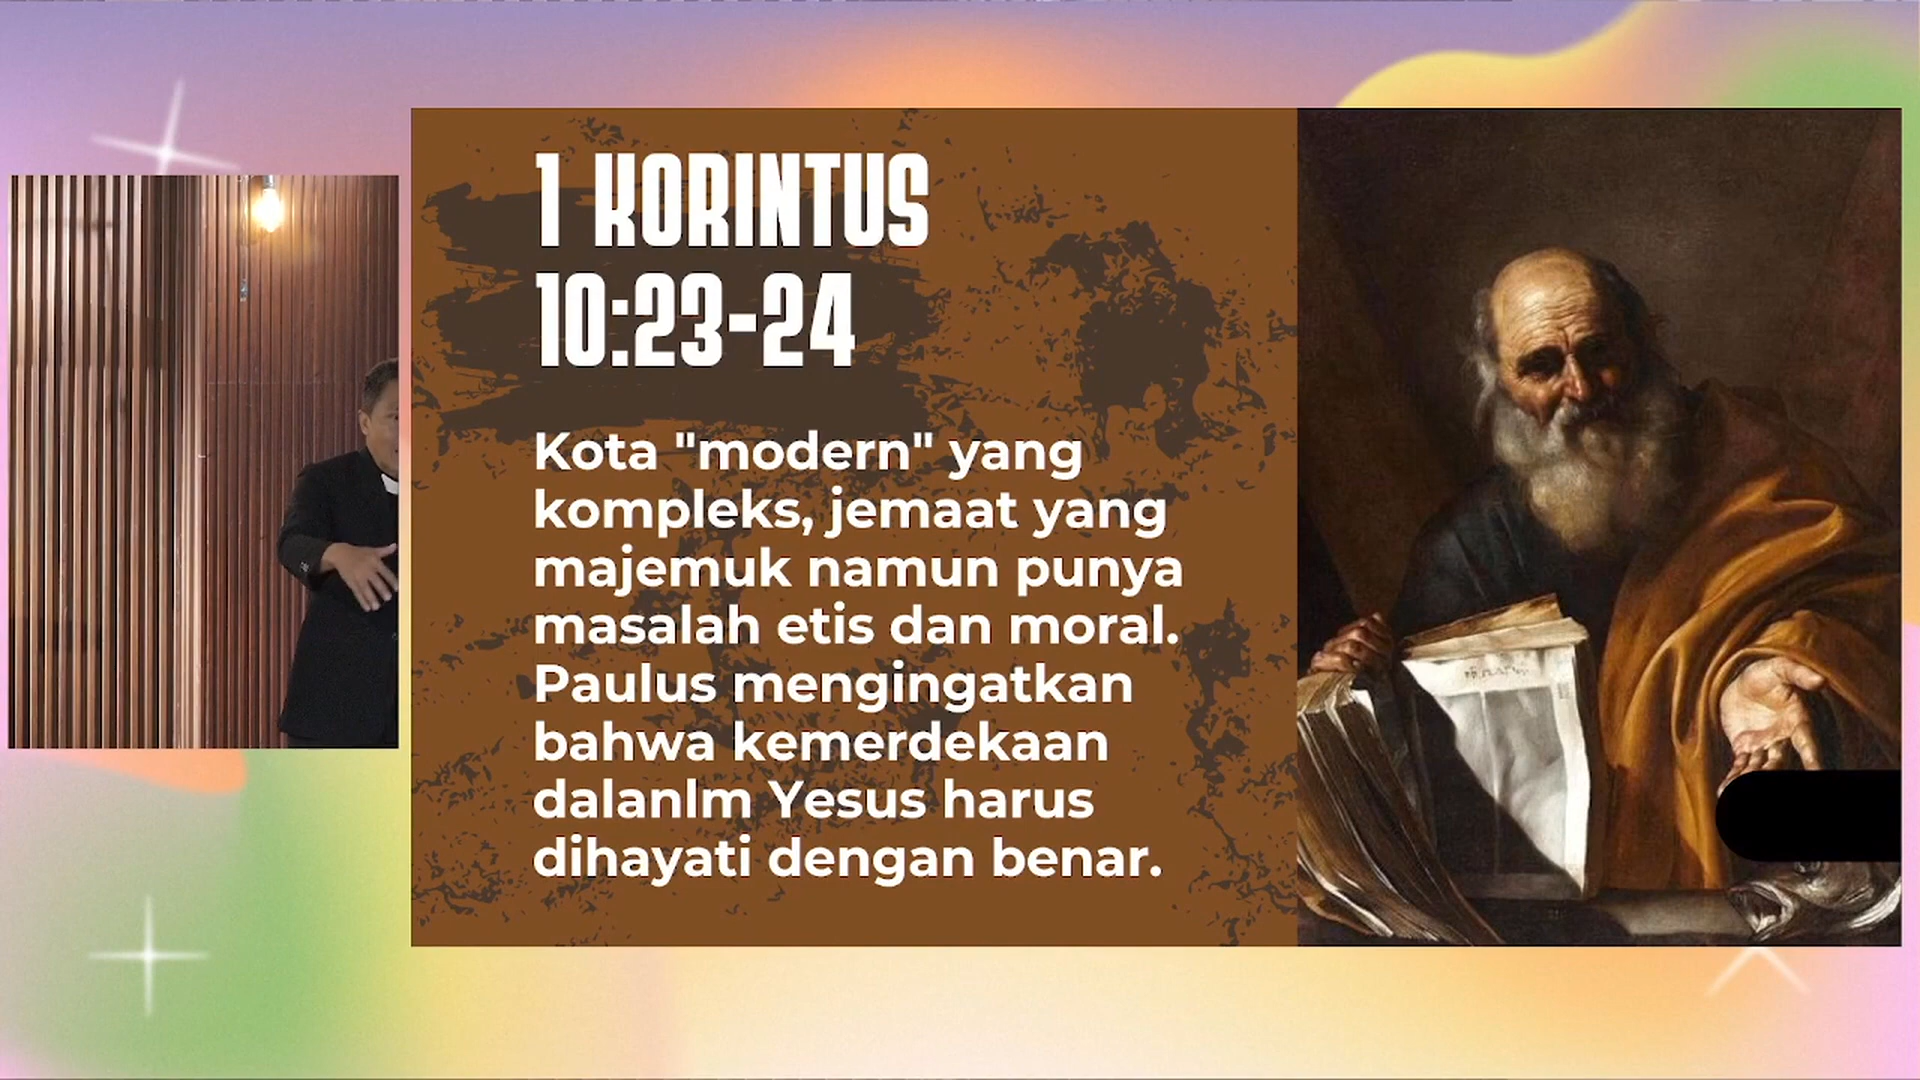 1 KORINTUS
10:23-24
Kota "modern" yang
kompleks, jemaat yang
majemuk namun punya
masalah etis dan moral.
Paulus mengingatkan
bahwa kemerdekaan
dalanlm Yesus harus
dihayati dengan benar.